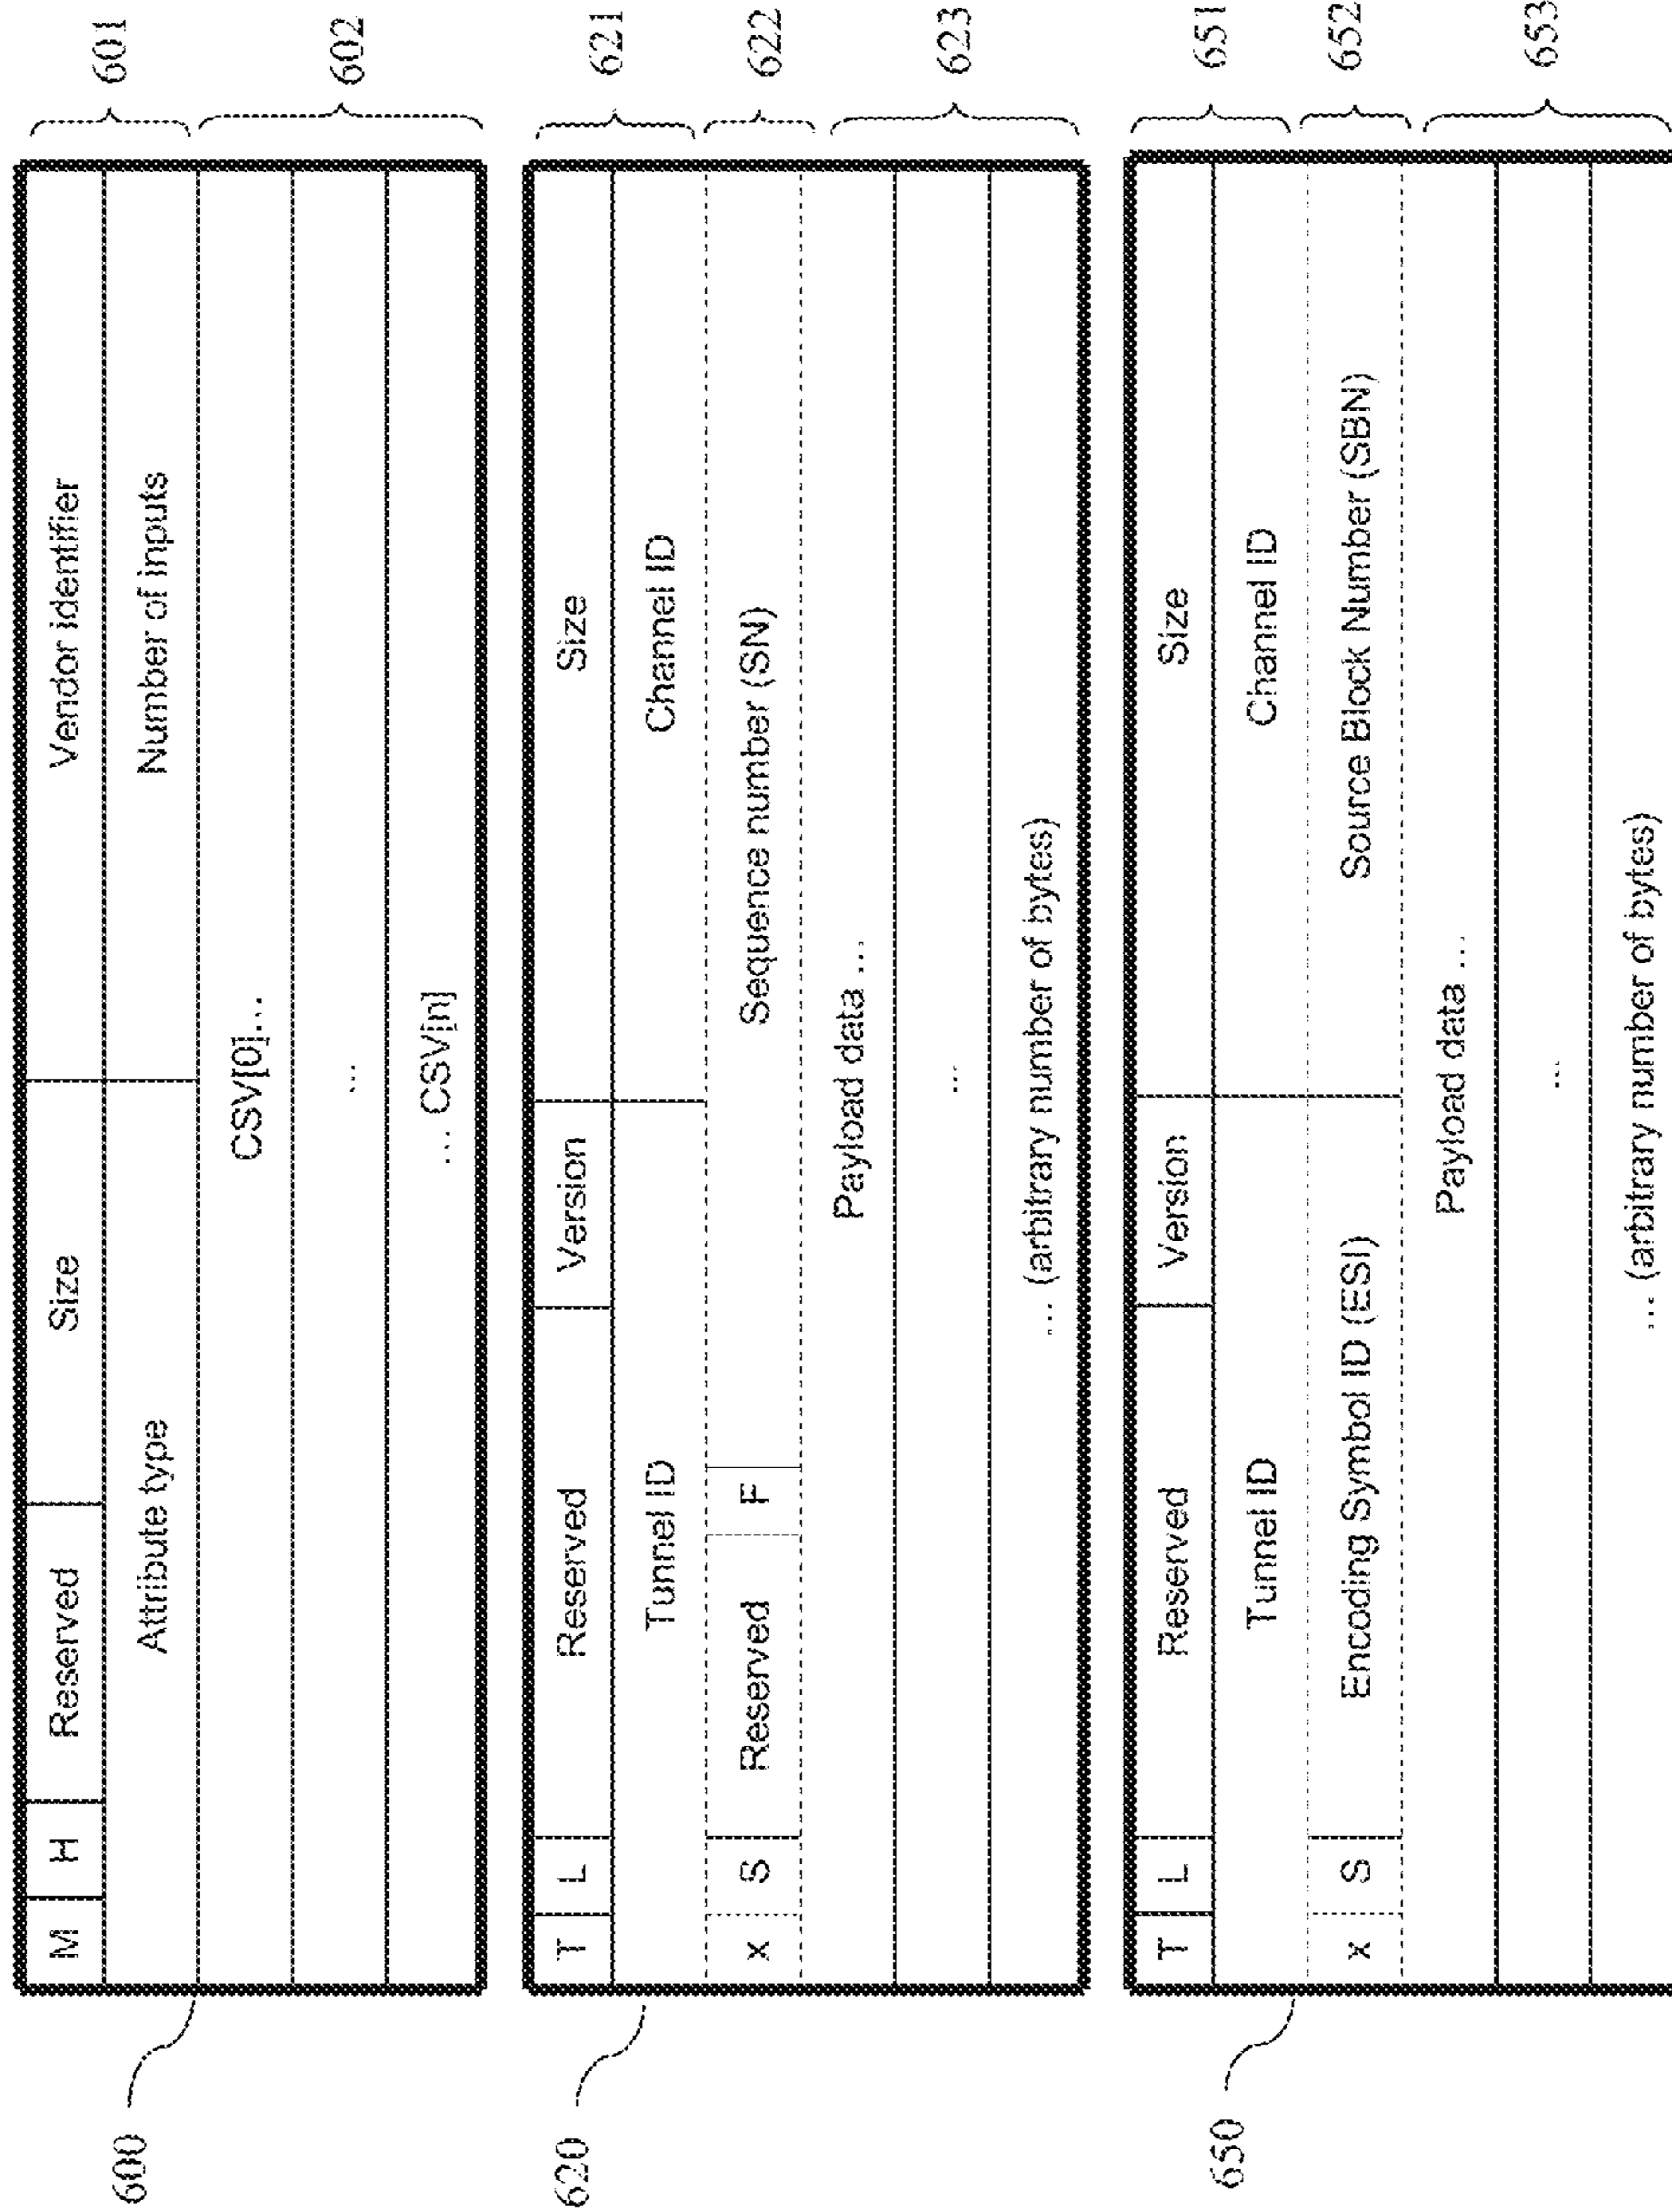 600
M H Reserved Size Vendor identifier
Attribute type Number of inputs
CSV[0]...
...
... CSV[n]
601
602
620
T L Reserved Version Size
Tunnel ID Channel ID
x S Reserved F Sequence number (SN)
Payload data ...
...
... (arbitrary number of bytes)
621
622
623
650
T L Reserved Version Size
Tunnel ID Channel ID
x S Encoding Symbol ID (ESI) Source Block Number (SBN)
Payload data ...
...
... (arbitrary number of bytes)
651
652
653